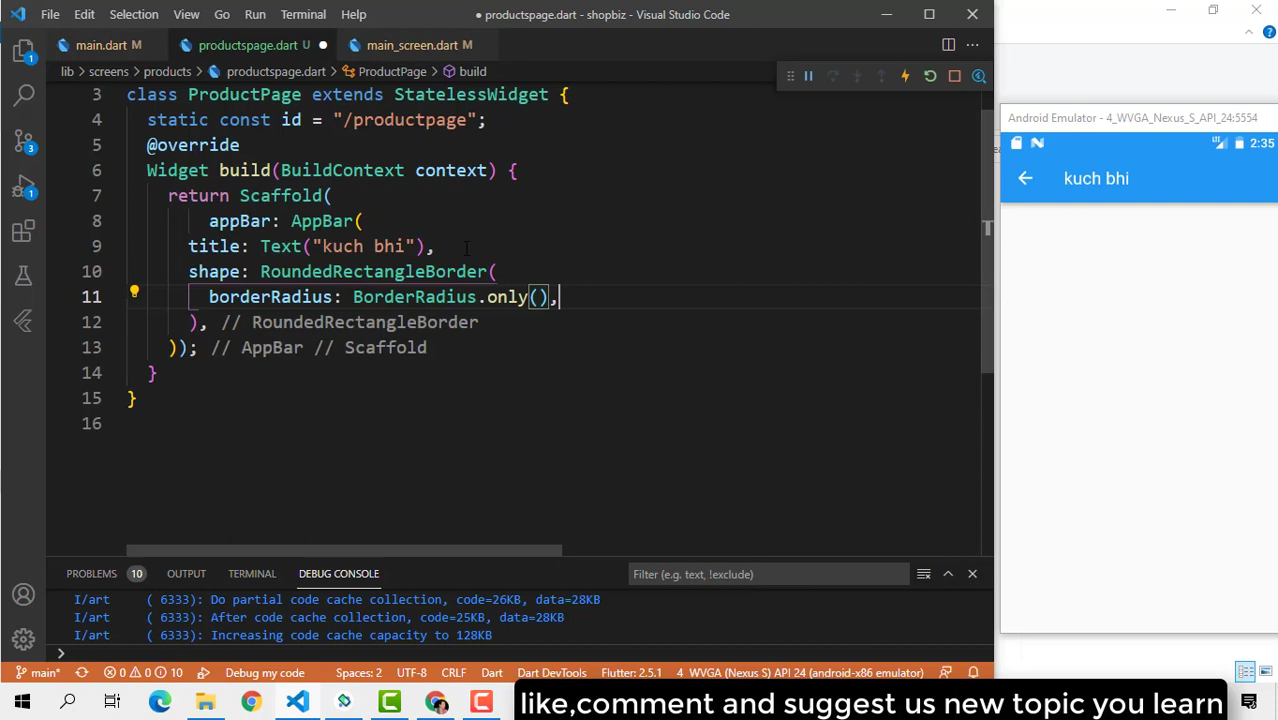 File Edit Selection View Go Run Terminal Help
● productspage.dart - shopbiz - Visual Studio Code
main.dart M
productspage.dart U ●
main_screen.dart M
lib > screens > products > productspage.dart > ProductPage > build
3 class ProductPage extends StatelessWidget {
4 static const id = "/productpage";
5 @override
6 Widget build(BuildContext context) {
7 return Scaffold(
8 appBar: AppBar(
9 title: Text("kuch bhi"),
10 shape: RoundedRectangleBorder(
11 borderRadius: BorderRadius.only(),
12 ), // RoundedRectangleBorder
13 )); // AppBar // Scaffold
14 }
15 }
16
PROBLEMS 10 OUTPUT TERMINAL DEBUG CONSOLE
Filter (e.g. text, !exclude)
I/art ( 6333): Do partial code cache collection, code=26KB, data=28KB
I/art ( 6333): After code cache collection, code=25KB, data=28KB
I/art ( 6333): Increasing code cache capacity to 128KB
>
main* 0 0 10 Debug my code Spaces: 2 UTF-8 CRLF Dart Dart DevTools Flutter: 2.5.1 4_WVGA (Nexus S) API 24 (android-x86 emulator)
1
3
1
Android Emulator - 4_WVGA_Nexus_S_API_24:5554
2:35
kuch bhi
like,comment and suggest us new topic you learn